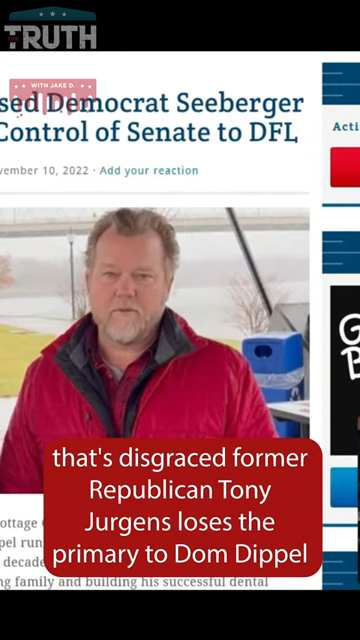 THE TRUTH
WITH JAKE D.
sed Democrat Seeberger
Control of Senate to DFL
vember 10, 2022 · Add your reaction
Acti
that's disgraced former
Republican Tony
Jurgens loses the
primary to Dom Dippel
ottage
pel run
decade
ng family and building his successful dental